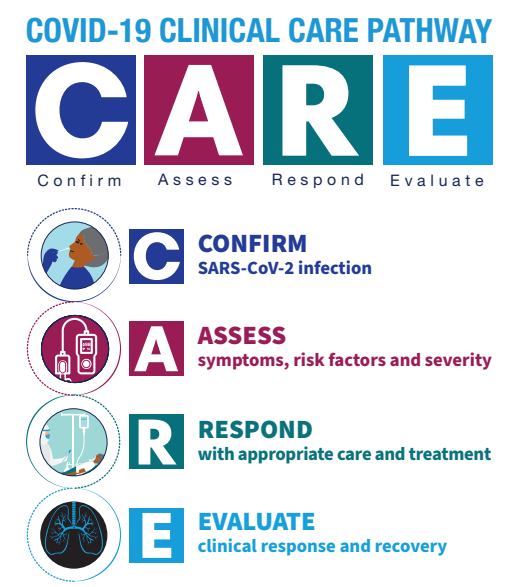 COVID-19 CLINICAL CARE PATHWAY
C A R E
Confirm Assess Respond Evaluate
C
CONFIRM
SARS-CoV-2 infection
A
ASSESS
symptoms, risk factors and severity
R
RESPOND
with appropriate care and treatment
E
EVALUATE
clinical response and recovery